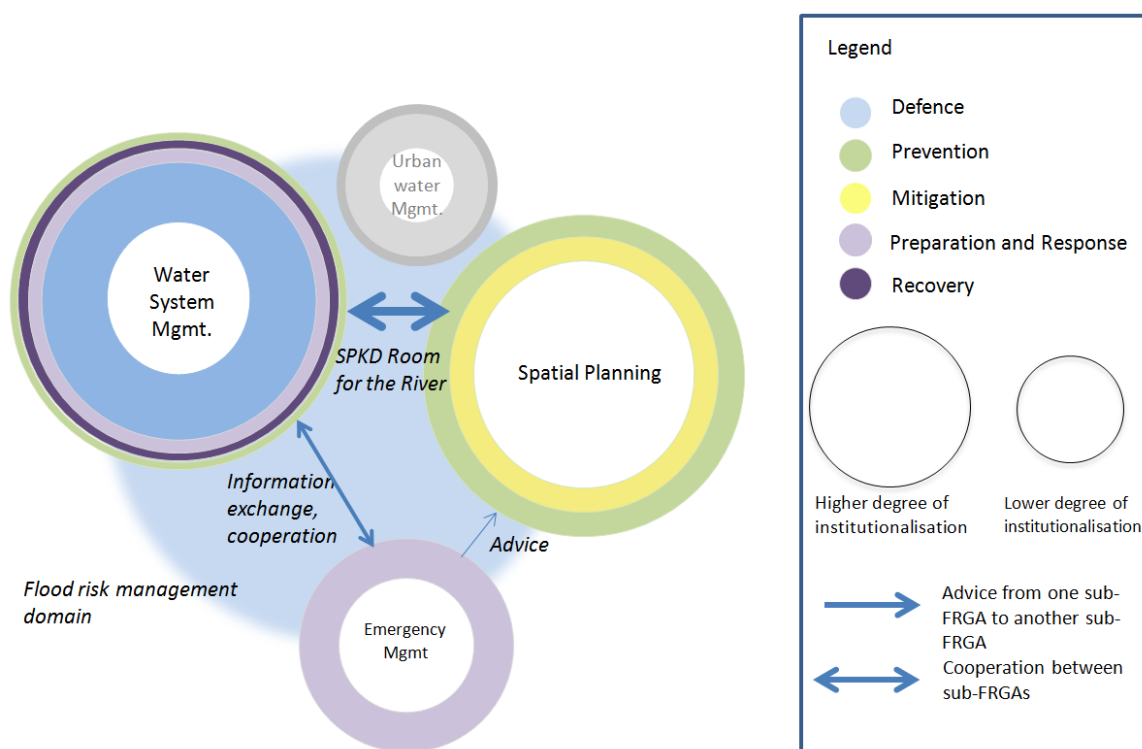 Urban
water
Mgmt.
Water
System
Mgmt.
SPKD Room
for the River
Spatial Planning
Information
exchange,
cooperation
Advice
Flood risk management
domain
Emergency
Mgmt
Legend
Defence
Prevention
Mitigation
Preparation and Response
Recovery
Higher degree of
institutionalisation
Lower degree of
institutionalisation
Advice from one sub-
FRGA to another sub-
FRGA
Cooperation between
sub-FRGAs